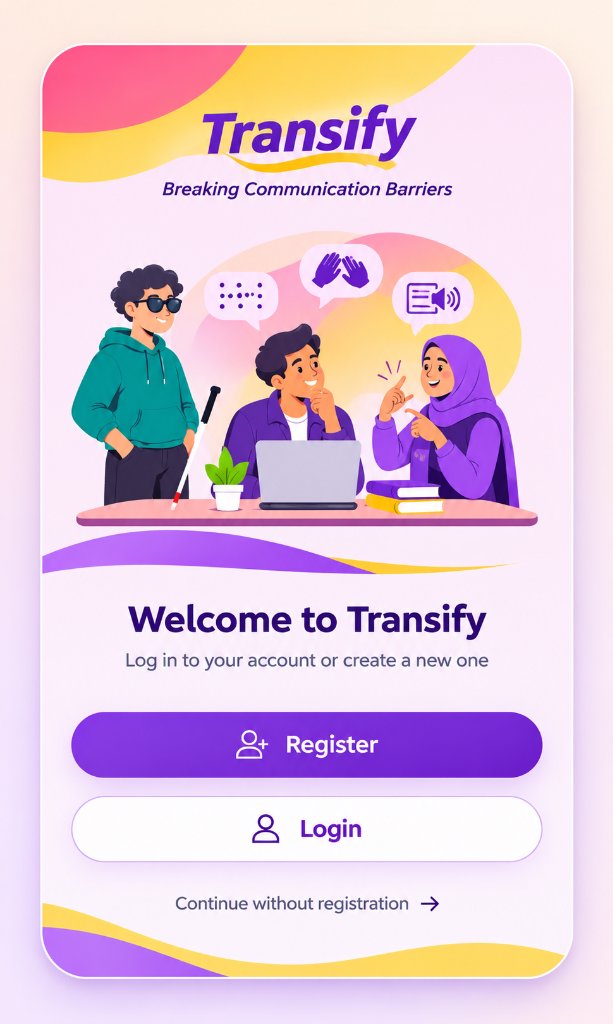 Transify
Breaking Communication Barriers
Welcome to Transify
Log in to your account or create a new one
Register
Login
Continue without registration →